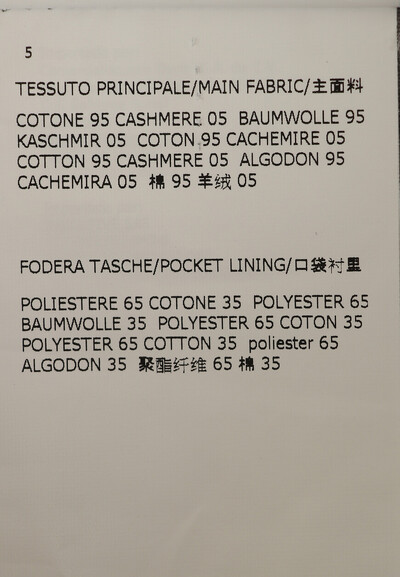 5
TESSUTO PRINCIPALE/MAIN FABRIC/主面料
COTONE 95 CASHMERE 05 BAUMWOLLE 95
KASCHMIR 05 COTON 95 CACHEMIRE 05
COTTON 95 CASHMERE 05 ALGODON 95
CACHEMIRA 05 棉 95 羊绒 05
FODERA TASCHE/POCKET LINING/口袋衬里
POLIESTERE 65 COTONE 35 POLYESTER 65
BAUMWOLLE 35 POLYESTER 65 COTON 35
POLYESTER 65 COTTON 35 poliester 65
ALGODON 35 聚酯纤维 65 棉 35